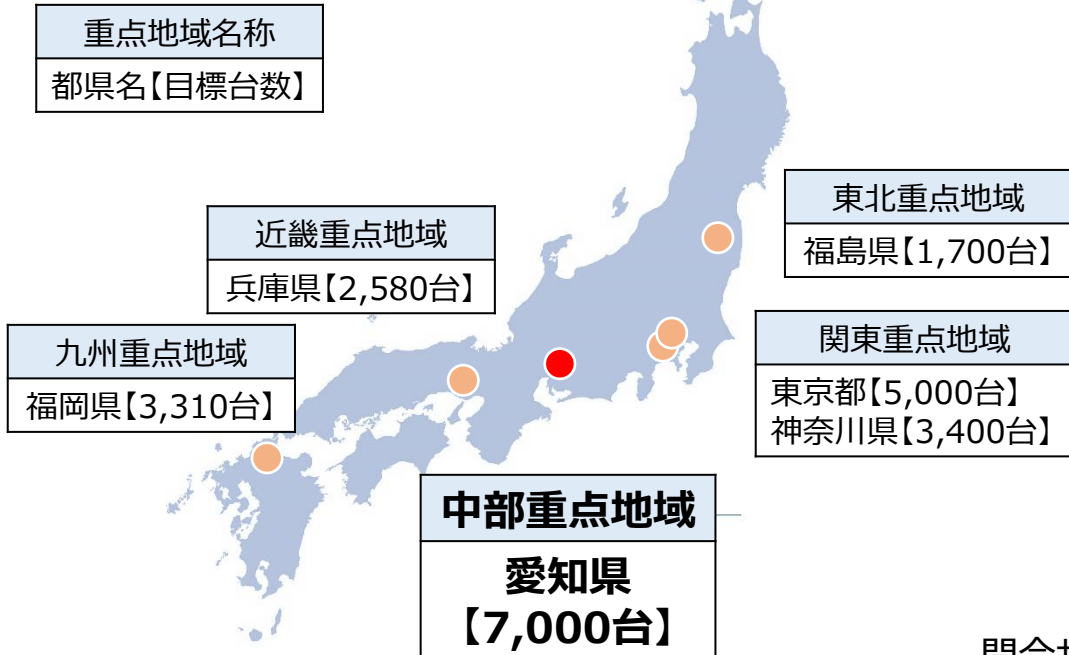 重点地域名称
都県名【目標台数】
東北重点地域
福島県【1,700台】
近畿重点地域
兵庫県【2,580台】
関東重点地域
東京都【5,000台】
神奈川県【3,400台】
九州重点地域
福岡県【3,310台】
中部重点地域
愛知県
【7,000台】